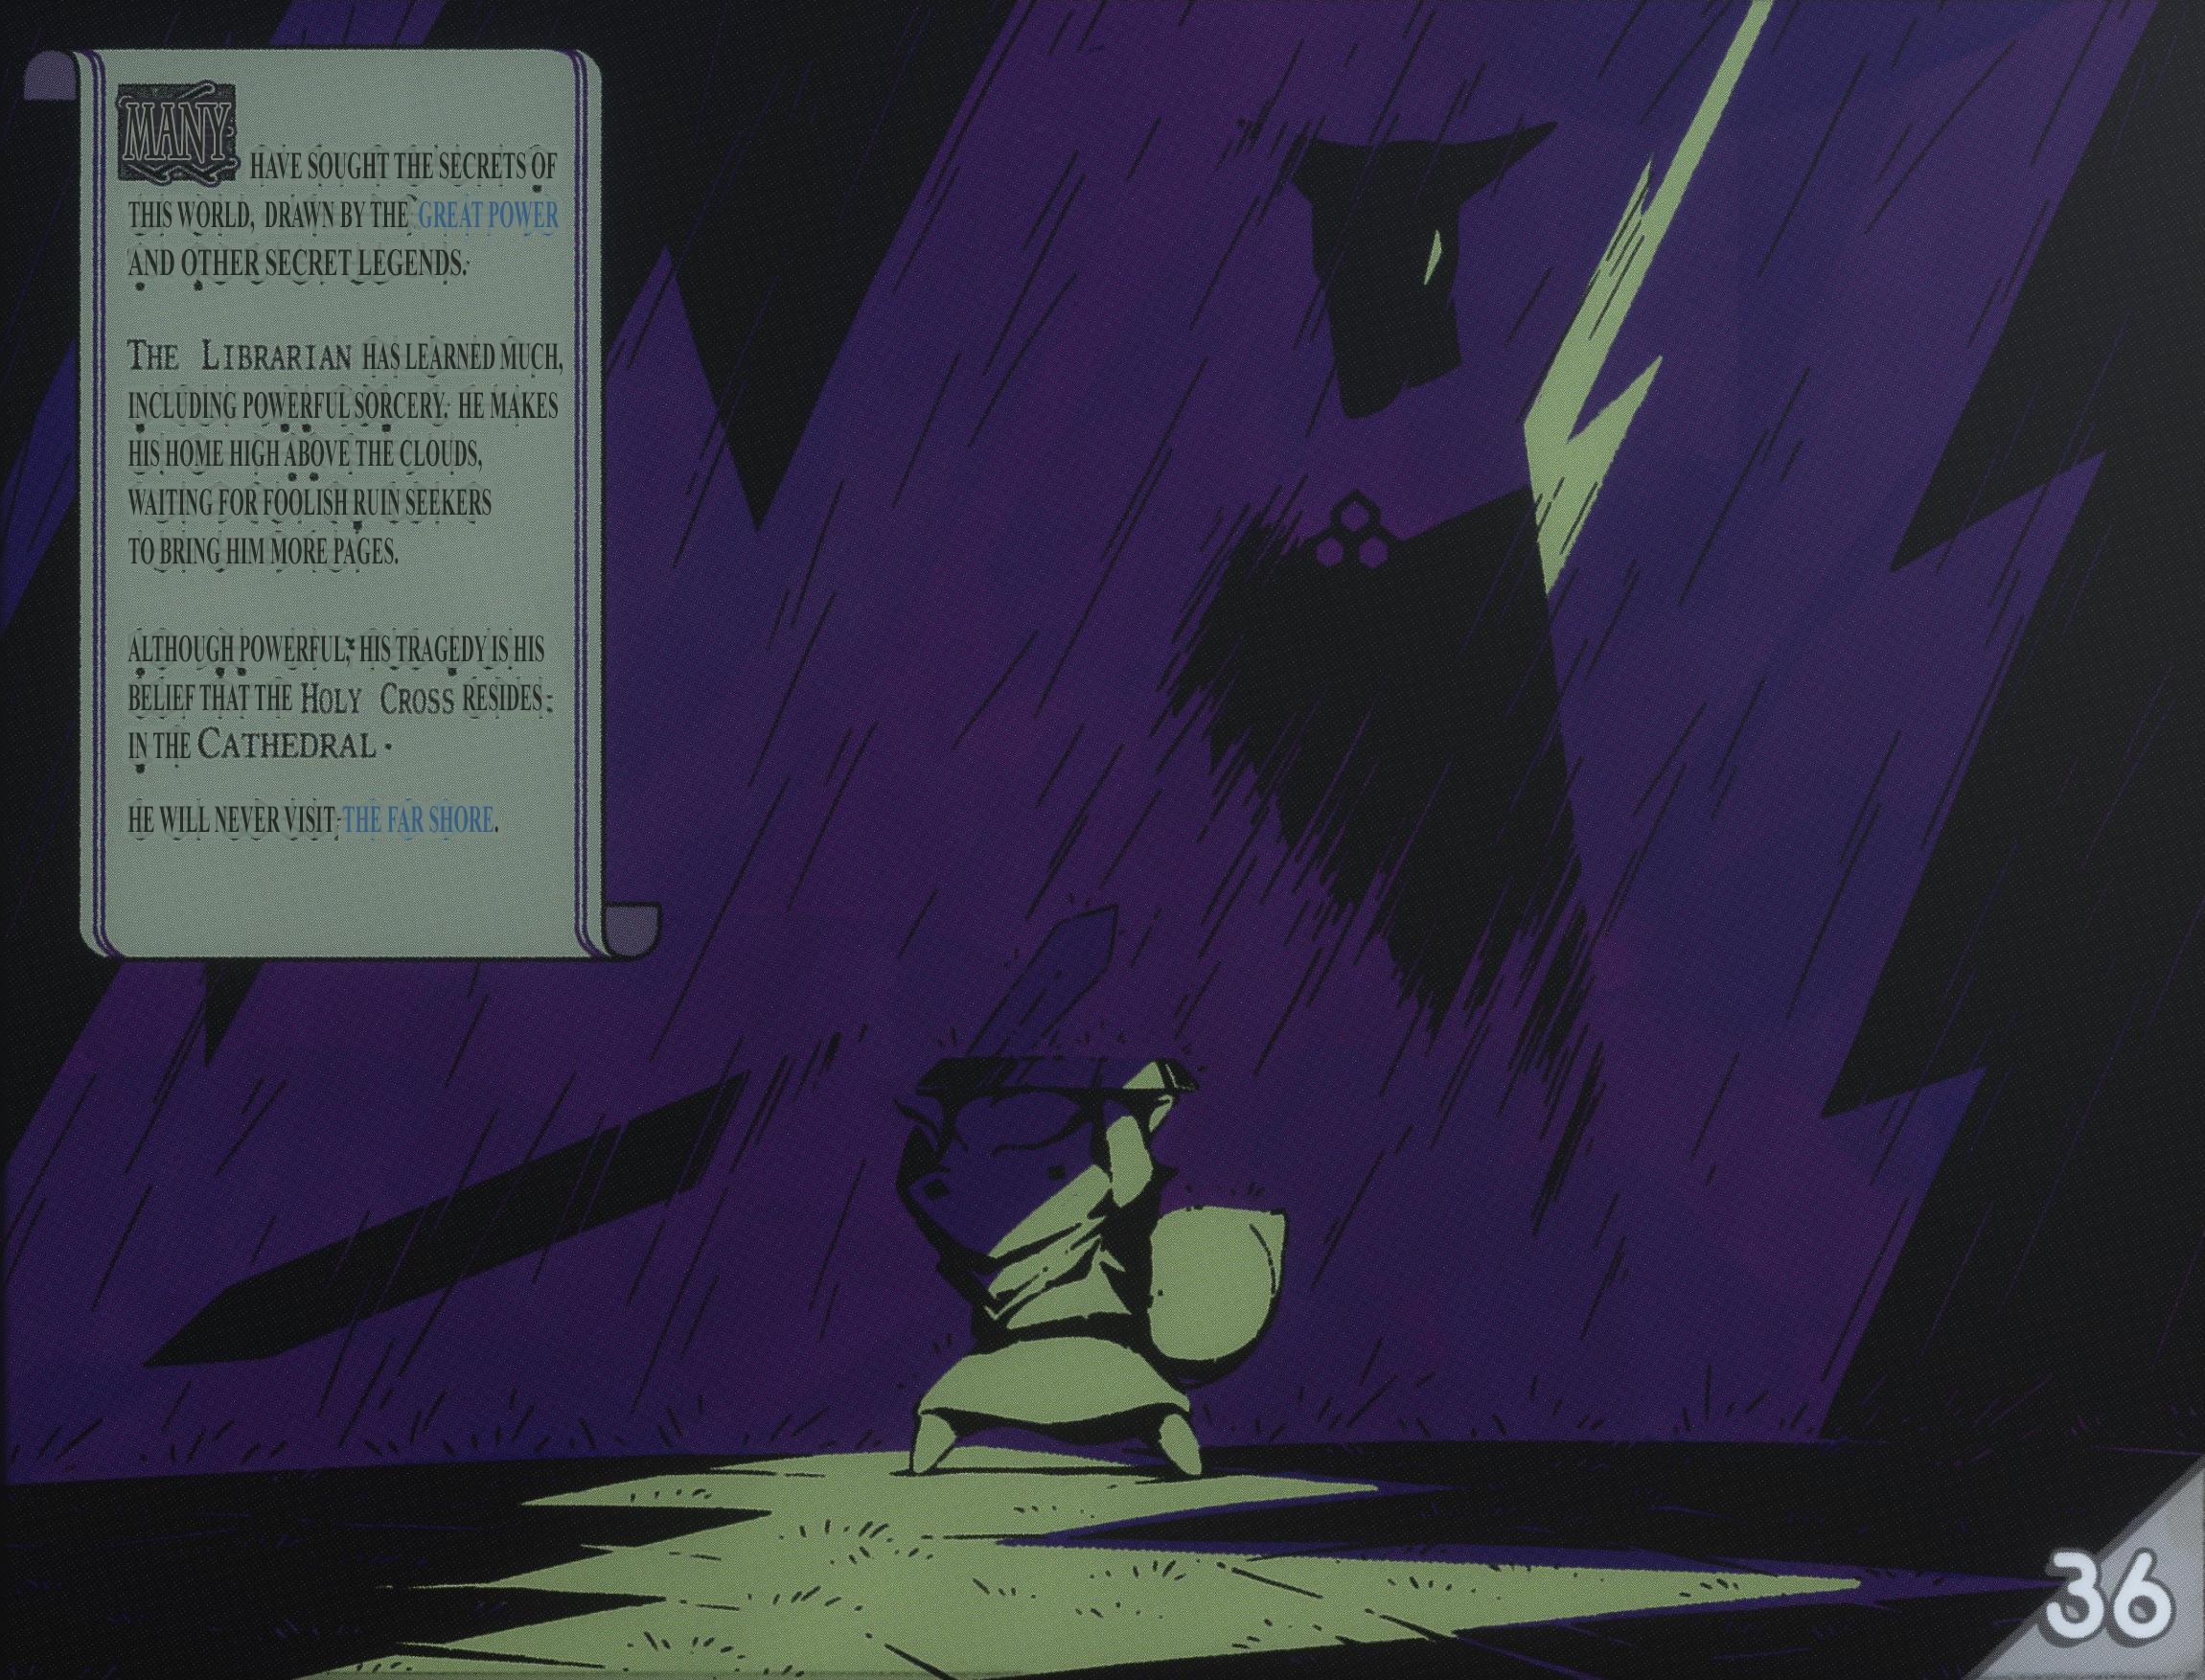 MANY HAVE SOUGHT THE SECRETS OF
THIS WORLD, DRAWN BY THE GREAT POWER
AND OTHER SECRET LEGENDS.
THE LIBRARIAN HAS LEARNED MUCH,
INCLUDING POWERFUL SORCERY. HE MAKES
HIS HOME HIGH ABOVE THE CLOUDS,
WAITING FOR FOOLISH RUIN SEEKERS
TO BRING HIM MORE PAGES.
ALTHOUGH POWERFUL, HIS TRAGEDY IS HIS
BELIEF THAT THE HOLY CROSS RESIDES
IN THE CATHEDRAL.
HE WILL NEVER VISIT THE FAR SHORE.
36